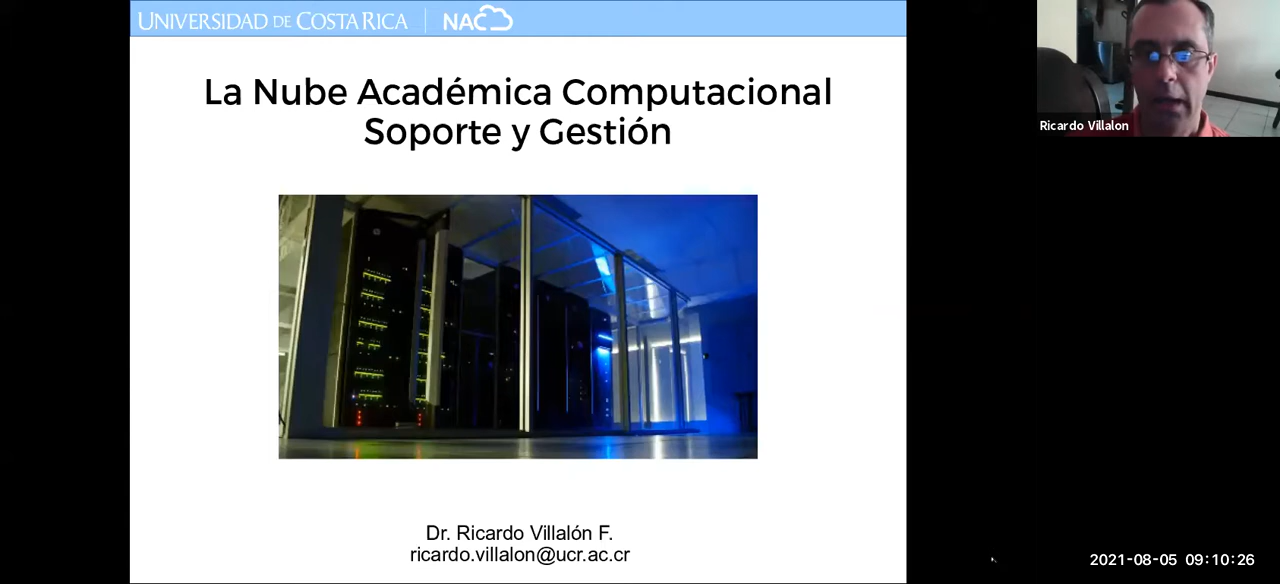 UNIVERSIDAD DE COSTA RICA NAC
La Nube Académica Computacional
Soporte y Gestión
Dr. Ricardo Villalón F.
ricardo.villalon@ucr.ac.cr
Ricardo Villalon
2021-08-05 09:10:26